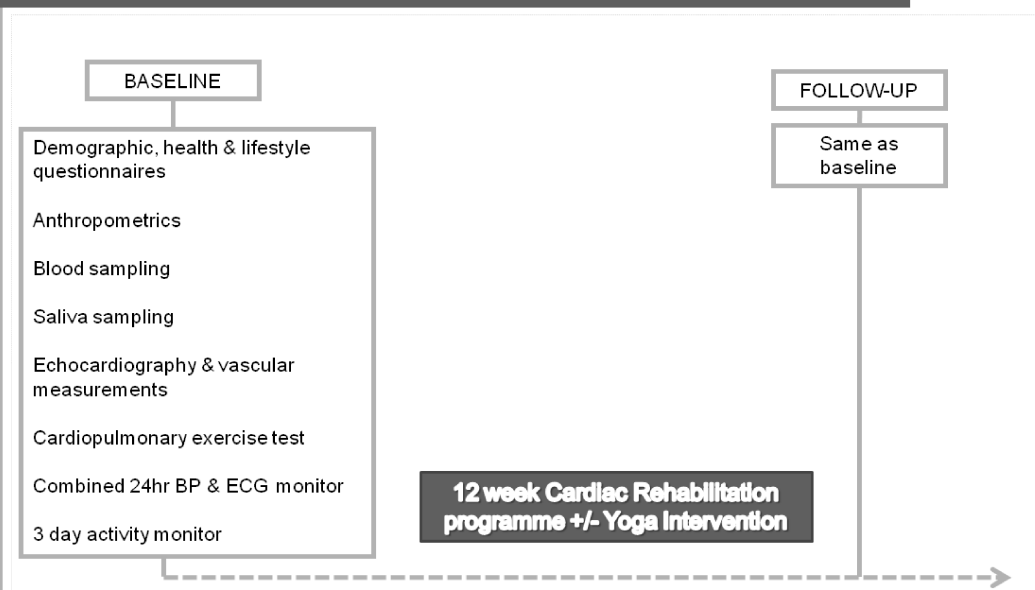 BASELINE
Demographic, health & lifestyle
questionnaires
Anthropometrics
Blood sampling
Saliva sampling
Echocardiography & vascular
measurements
Cardiopulmonary exercise test
Combined 24hr BP & ECG monitor
3 day activity monitor
12 week Cardiac Rehabilitation
programme +/- Yoga Intervention
FOLLOW-UP
Same as
baseline